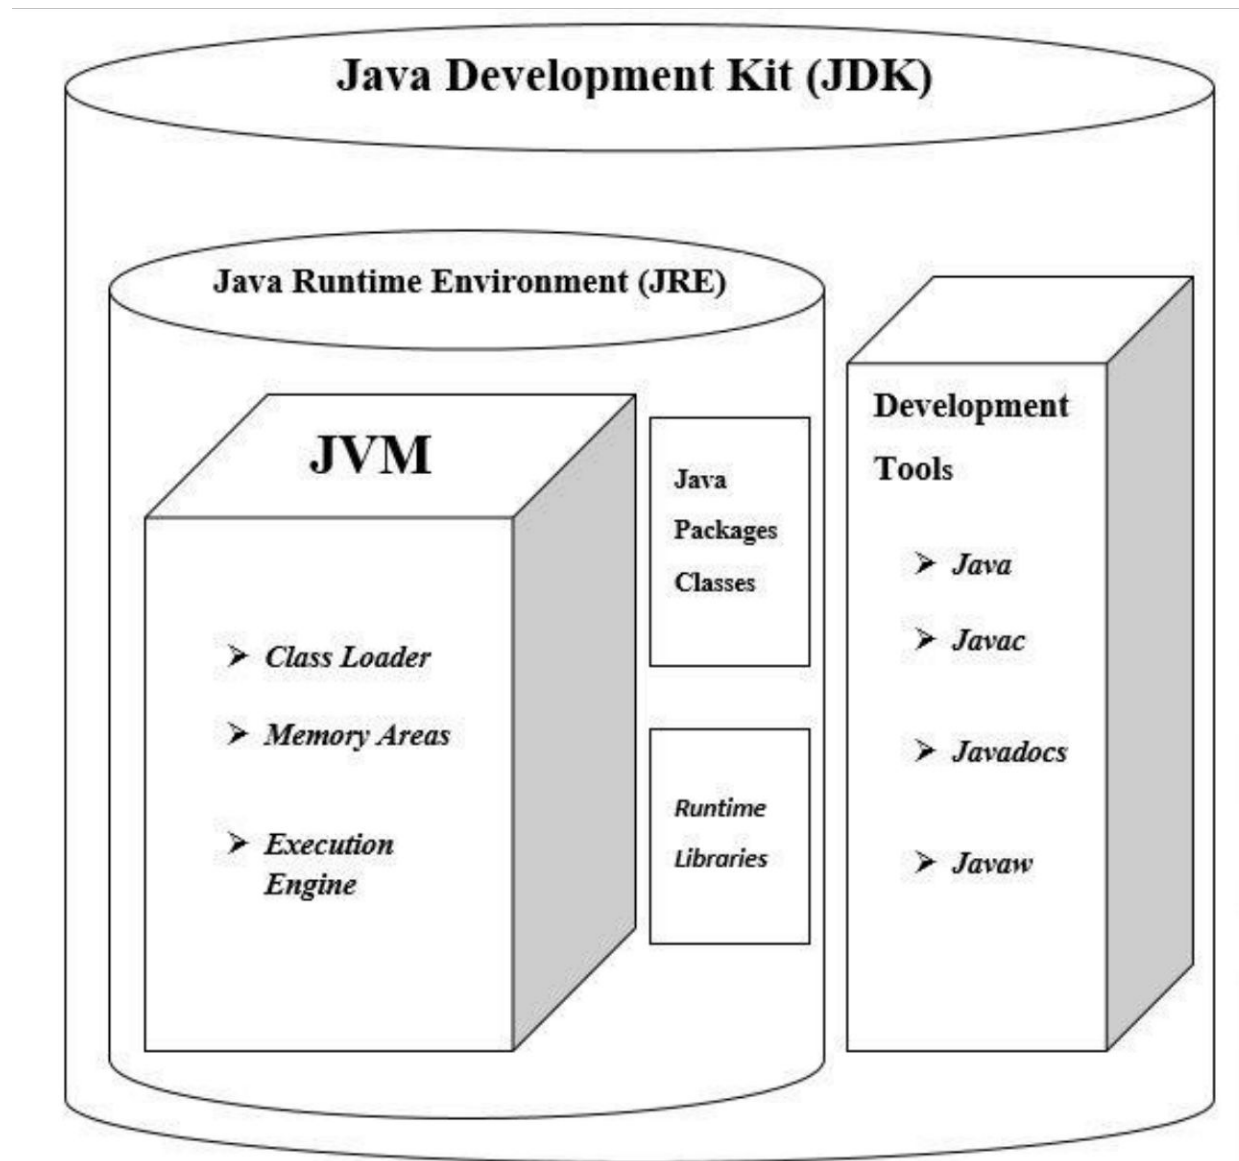 Java Development Kit (JDK)
Java Runtime Environment (JRE)
JVM
Class Loader
Memory Areas
Execution
Engine
Java
Packages
Classes
Runtime
Libraries
Development
Tools
Java
Javac
Javadocs
Javaw